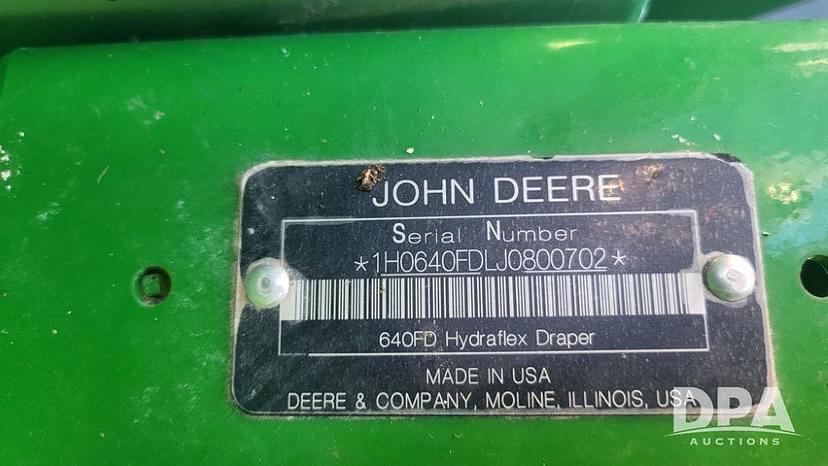 JOHN DEERE
Serial Number
*1H0640FDLJ0800702*
640FD Hydraflex Draper
MADE IN USA
DEERE & COMPANY, MOLINE, ILLINOIS, USA
DPA
AUCTIONS